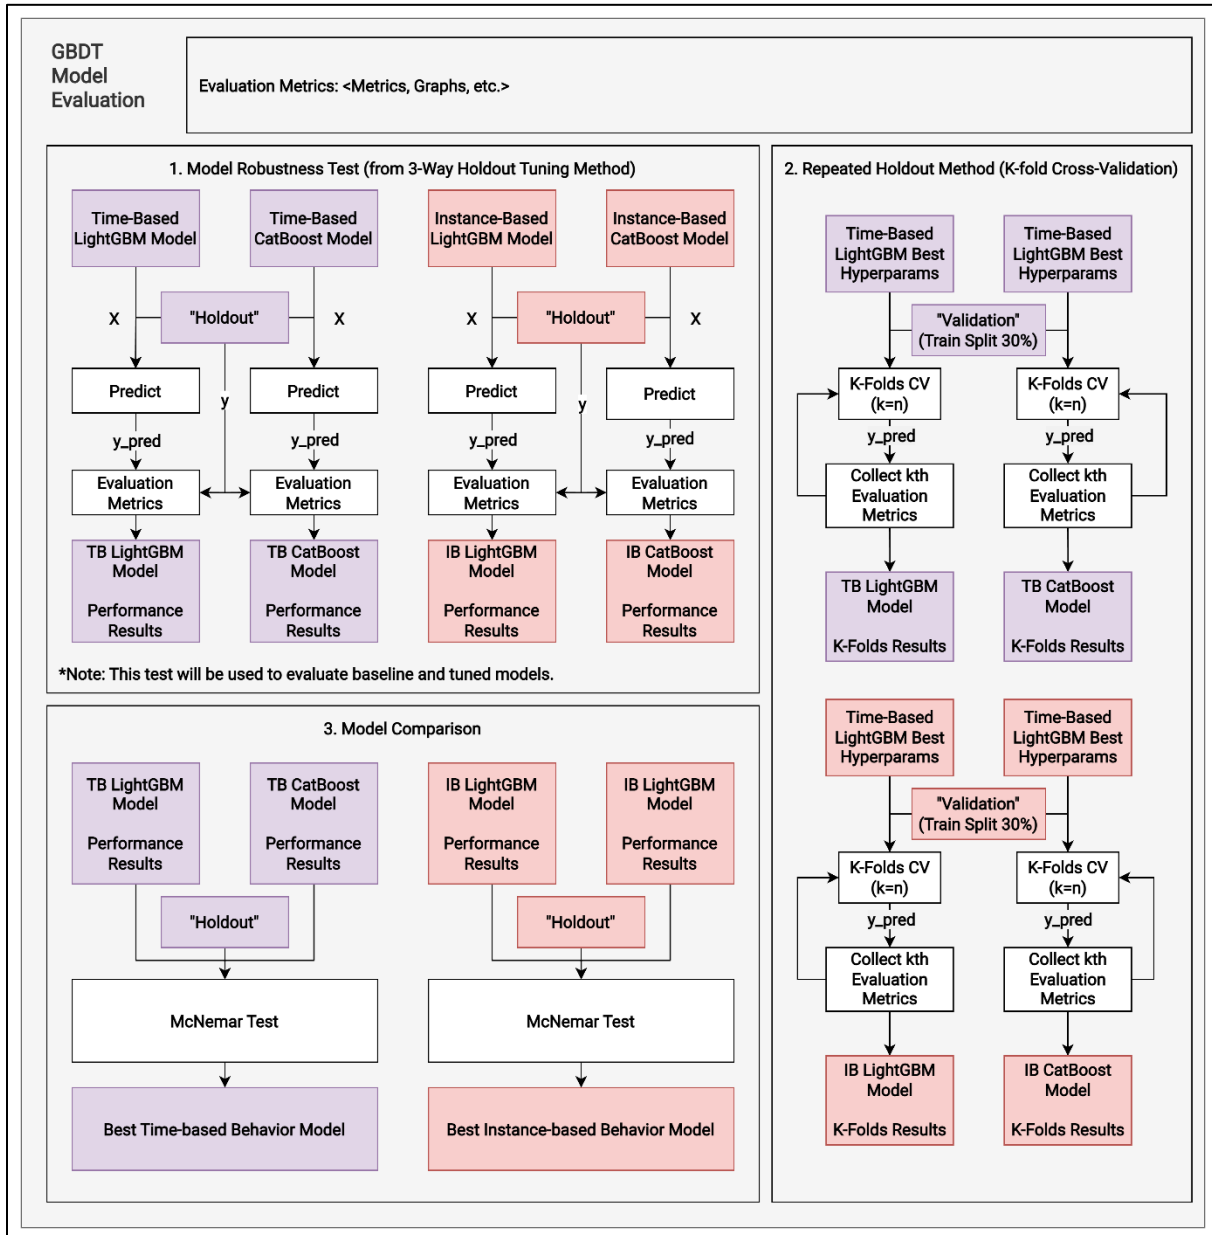 GBDT
Model
Evaluation
Evaluation Metrics: <Metrics, Graphs, etc.>
1. Model Robustness Test (from 3-Way Holdout Tuning Method)
Time-Based
LightGBM Model
Time-Based
CatBoost Model
Instance-Based
LightGBM Model
Instance-Based
CatBoost Model
X
"Holdout"
X
X
"Holdout"
X
Predict
y
Predict
Predict
y
Predict
y_pred
y_pred
y_pred
y_pred
Evaluation
Metrics
Evaluation
Metrics
Evaluation
Metrics
Evaluation
Metrics
TB LightGBM
Model
Performance
Results
TB CatBoost
Model
Performance
Results
IB LightGBM
Model
Performance
Results
IB CatBoost
Model
Performance
Results
*Note: This test will be used to evaluate baseline and tuned models.
2. Repeated Holdout Method (K-fold Cross-Validation)
Time-Based
LightGBM Best
Hyperparams
Time-Based
LightGBM Best
Hyperparams
"Validation"
(Train Split 30%)
K-Folds CV
(k=n)
K-Folds CV
(k=n)
y_pred
y_pred
Collect kth
Evaluation
Metrics
Collect kth
Evaluation
Metrics
TB LightGBM
Model
K-Folds Results
TB CatBoost
Model
K-Folds Results
Time-Based
LightGBM Best
Hyperparams
Time-Based
LightGBM Best
Hyperparams
"Validation"
(Train Split 30%)
K-Folds CV
(k=n)
K-Folds CV
(k=n)
y_pred
y_pred
Collect kth
Evaluation
Metrics
Collect kth
Evaluation
Metrics
IB LightGBM
Model
K-Folds Results
IB CatBoost
Model
K-Folds Results
3. Model Comparison
TB LightGBM
Model
Performance
Results
TB CatBoost
Model
Performance
Results
IB LightGBM
Model
Performance
Results
IB LightGBM
Model
Performance
Results
"Holdout"
"Holdout"
McNemar Test
McNemar Test
Best Time-based Behavior Model
Best Instance-based Behavior Model